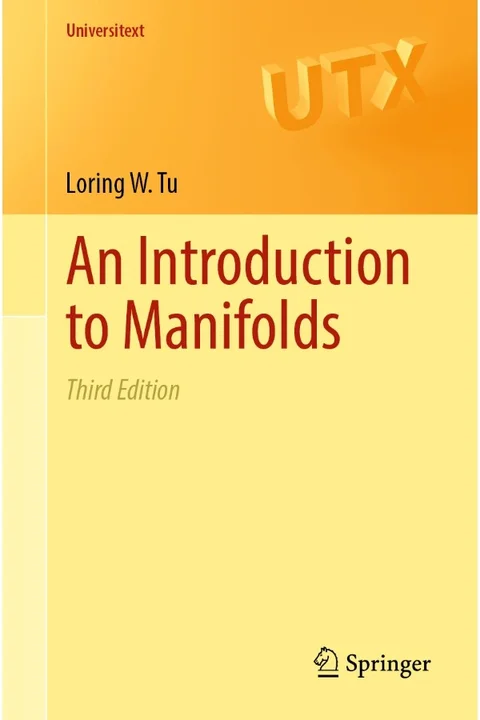 Universitext
UTX
Loring W. Tu
An Introduction
to Manifolds
Third Edition
Springer